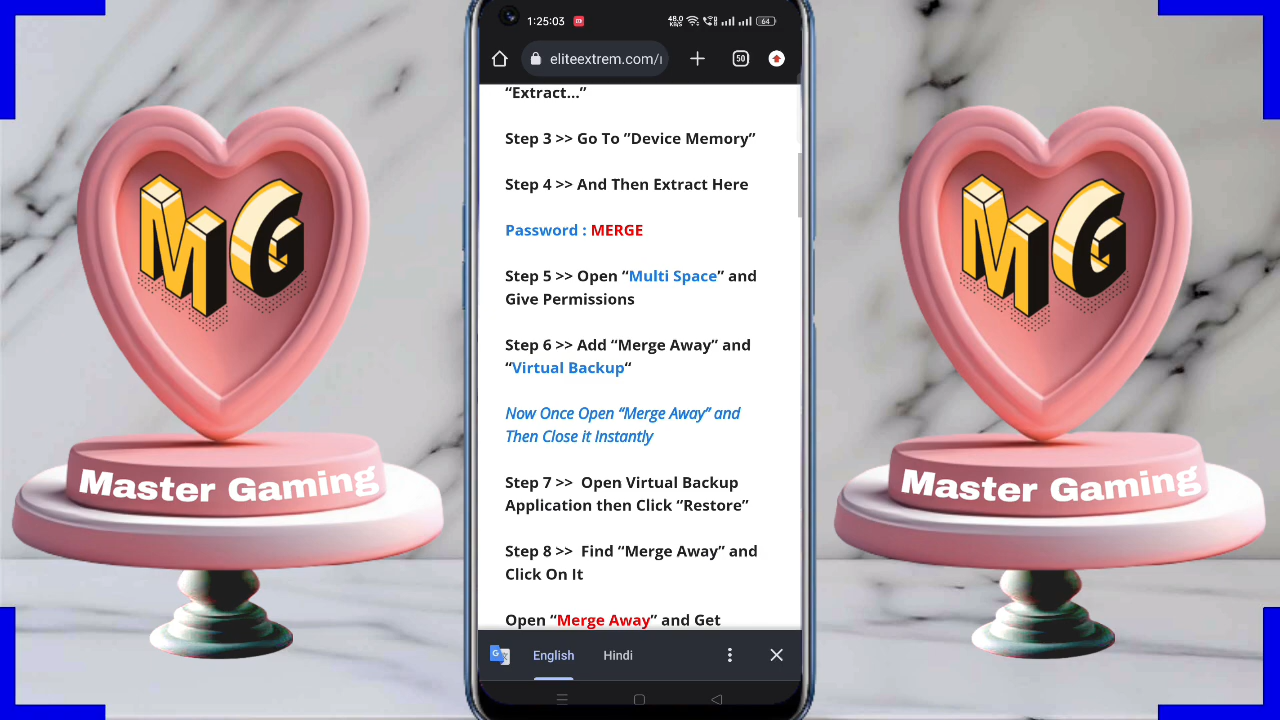 1:25:03
48.0
KB/S
64
eliteextrem.com/
50
“Extract…”
Step 3 >> Go To ”Device Memory”
Step 4 >> And Then Extract Here
Password : MERGE
Step 5 >> Open “Multi Space” and
Give Permissions
Step 6 >> Add “Merge Away” and
“Virtual Backup“
Now Once Open “Merge Away” and
Then Close it Instantly
Step 7 >> Open Virtual Backup
Application then Click “Restore”
Step 8 >> Find “Merge Away” and
Click On It
Open “Merge Away” and Get
English
Hindi
MG
Master Gaming
MG
Master Gaming